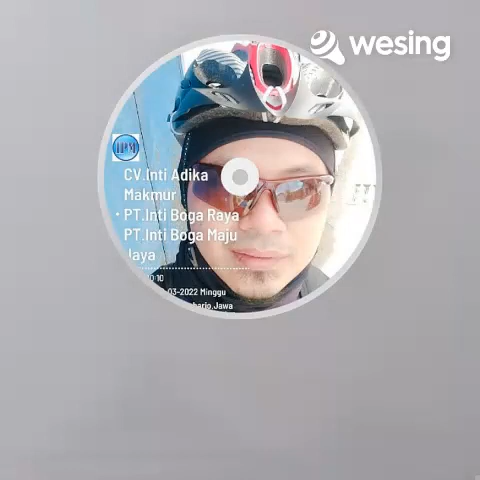 wesing
CV.Inti Adika
Makmur
• PT.Inti Boga Raya
PT.Inti Boga Maju
Jaya
03-2022 Minggu